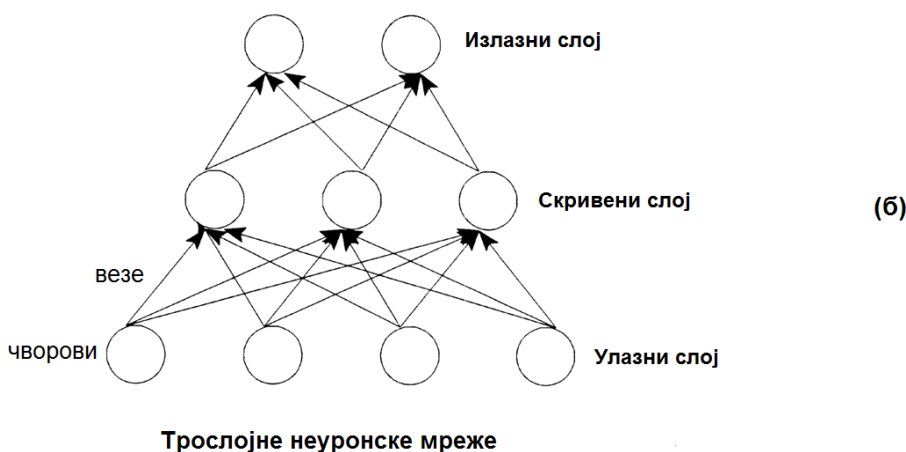 Излазни слој
Скривени слој
(б)
везе
чворови
Улазни слој
Трослојне неуронске мреже